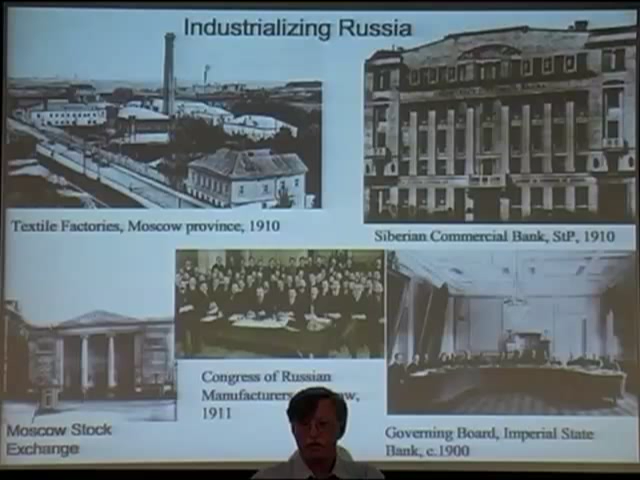 Industrializing Russia
Textile Factories, Moscow province, 1910
Siberian Commercial Bank, StP, 1910
Congress of Russian
Manufacturers
1911
Moscow Stock
Exchange
Governing Board, Imperial State
Bank, c.1900